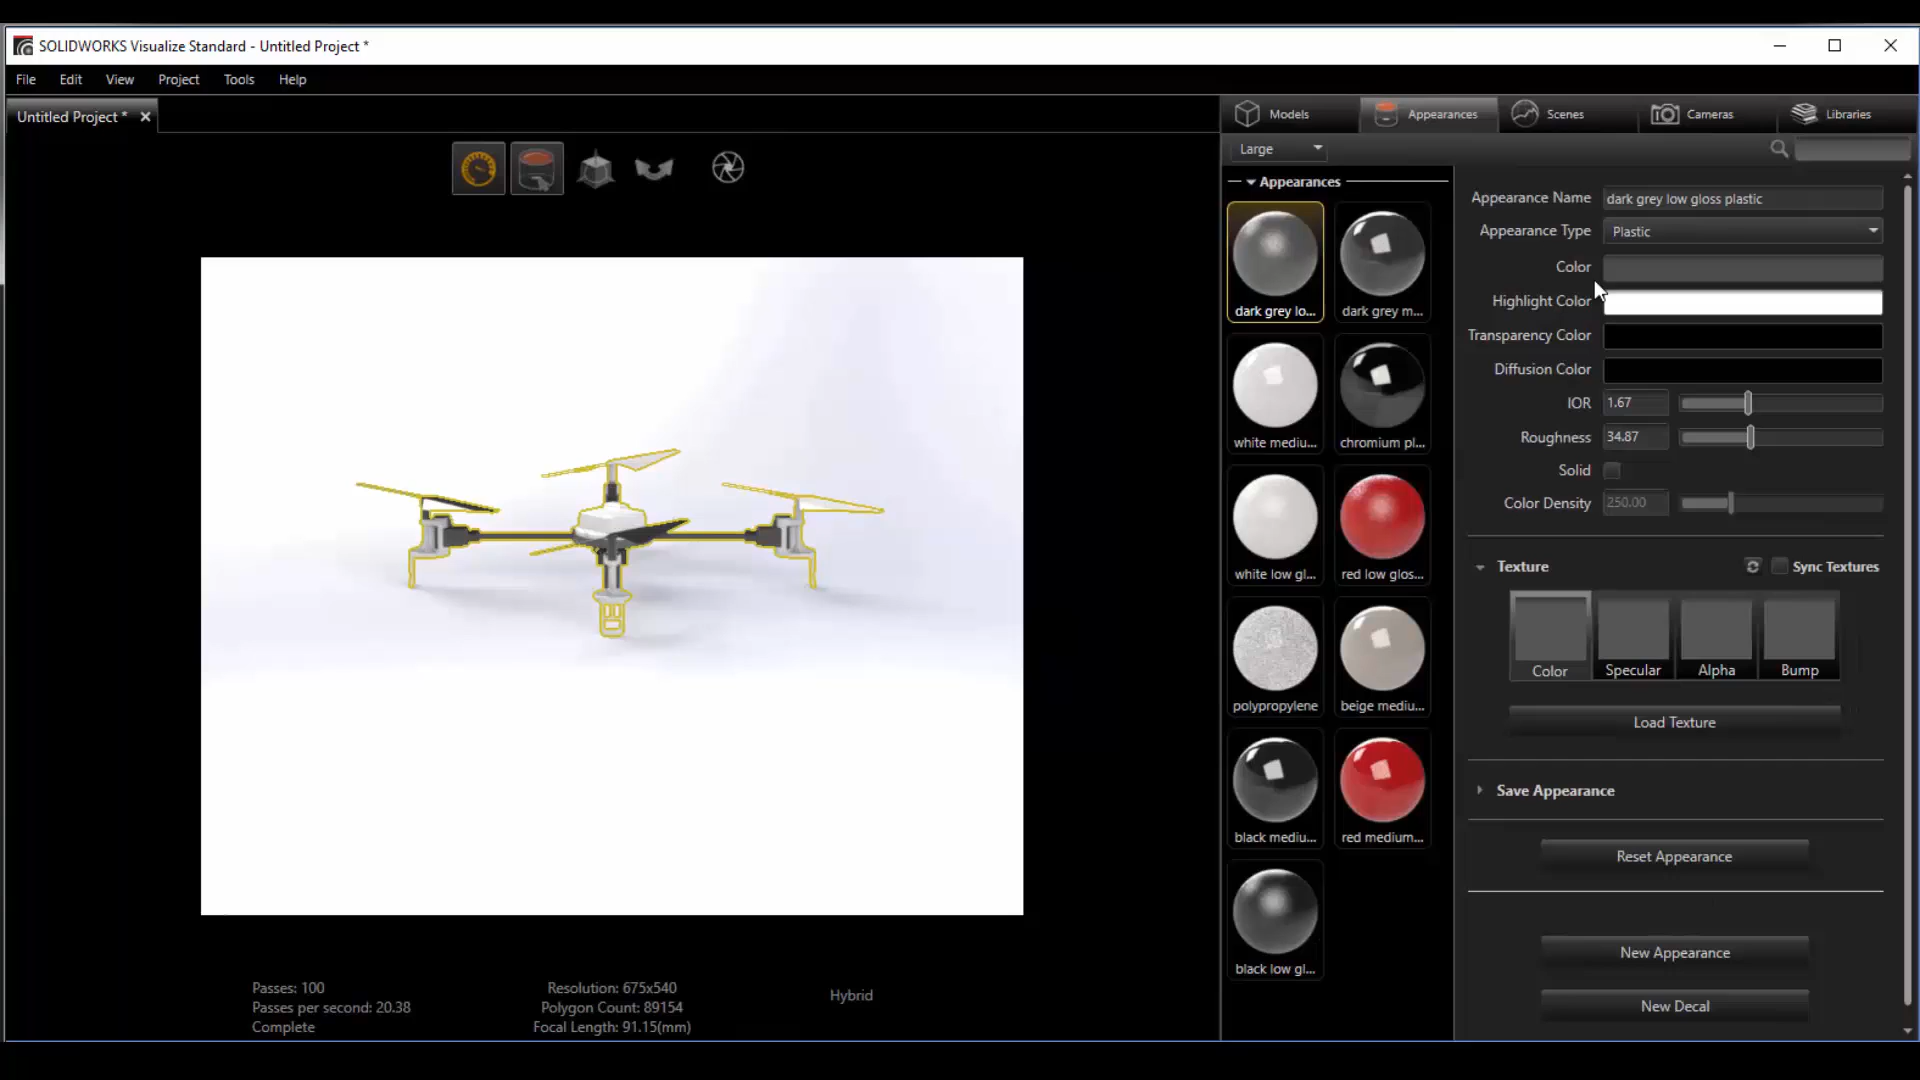 SOLIDWORKS Visualize Standard - Untitled Project *
File Edit View Project Tools Help
Untitled Project *
Models Appearances Scenes Cameras Libraries
Large
Appearances
dark grey lo... dark grey m...
white mediu... chromium pl...
white low gl... red low glos...
polypropylene beige mediu...
black mediu... red medium...
black low gl...
Appearance Name dark grey low gloss plastic
Appearance Type Plastic
Color
Highlight Color
Transparency Color
Diffusion Color
IOR 1.67
Roughness 34.87
Solid
Color Density 250.00
Texture Sync Textures
Color Specular Alpha Bump
Load Texture
Save Appearance
Reset Appearance
New Appearance
New Decal
Passes: 100
Passes per second: 20.38
Complete
Resolution: 675x540
Polygon Count: 89154
Focal Length: 91.15(mm)
Hybrid